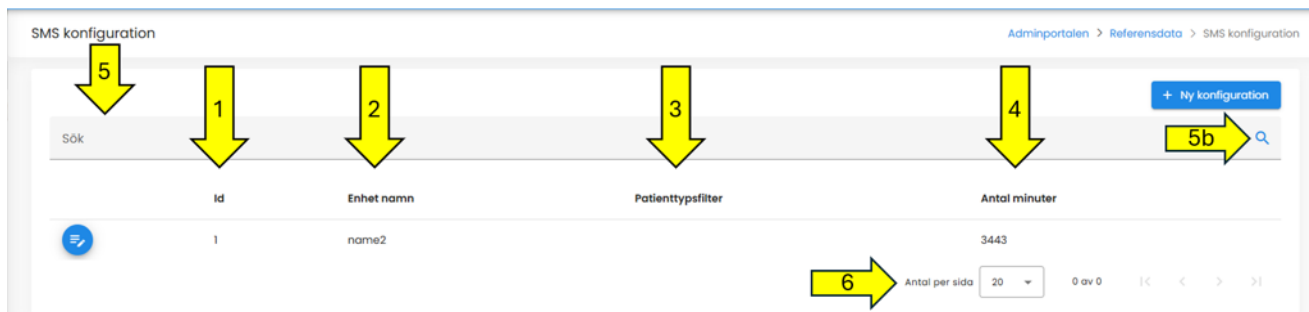 SMS konfiguration
Adminportalen > Referensdata > SMS konfiguration
5
1
2
3
4
+ Ny konfiguration
Sök
5b
Id Enhet namn Patienttypsfilter Antal minuter
1 name2 3443
6
Antal per sida 20 0 av 0